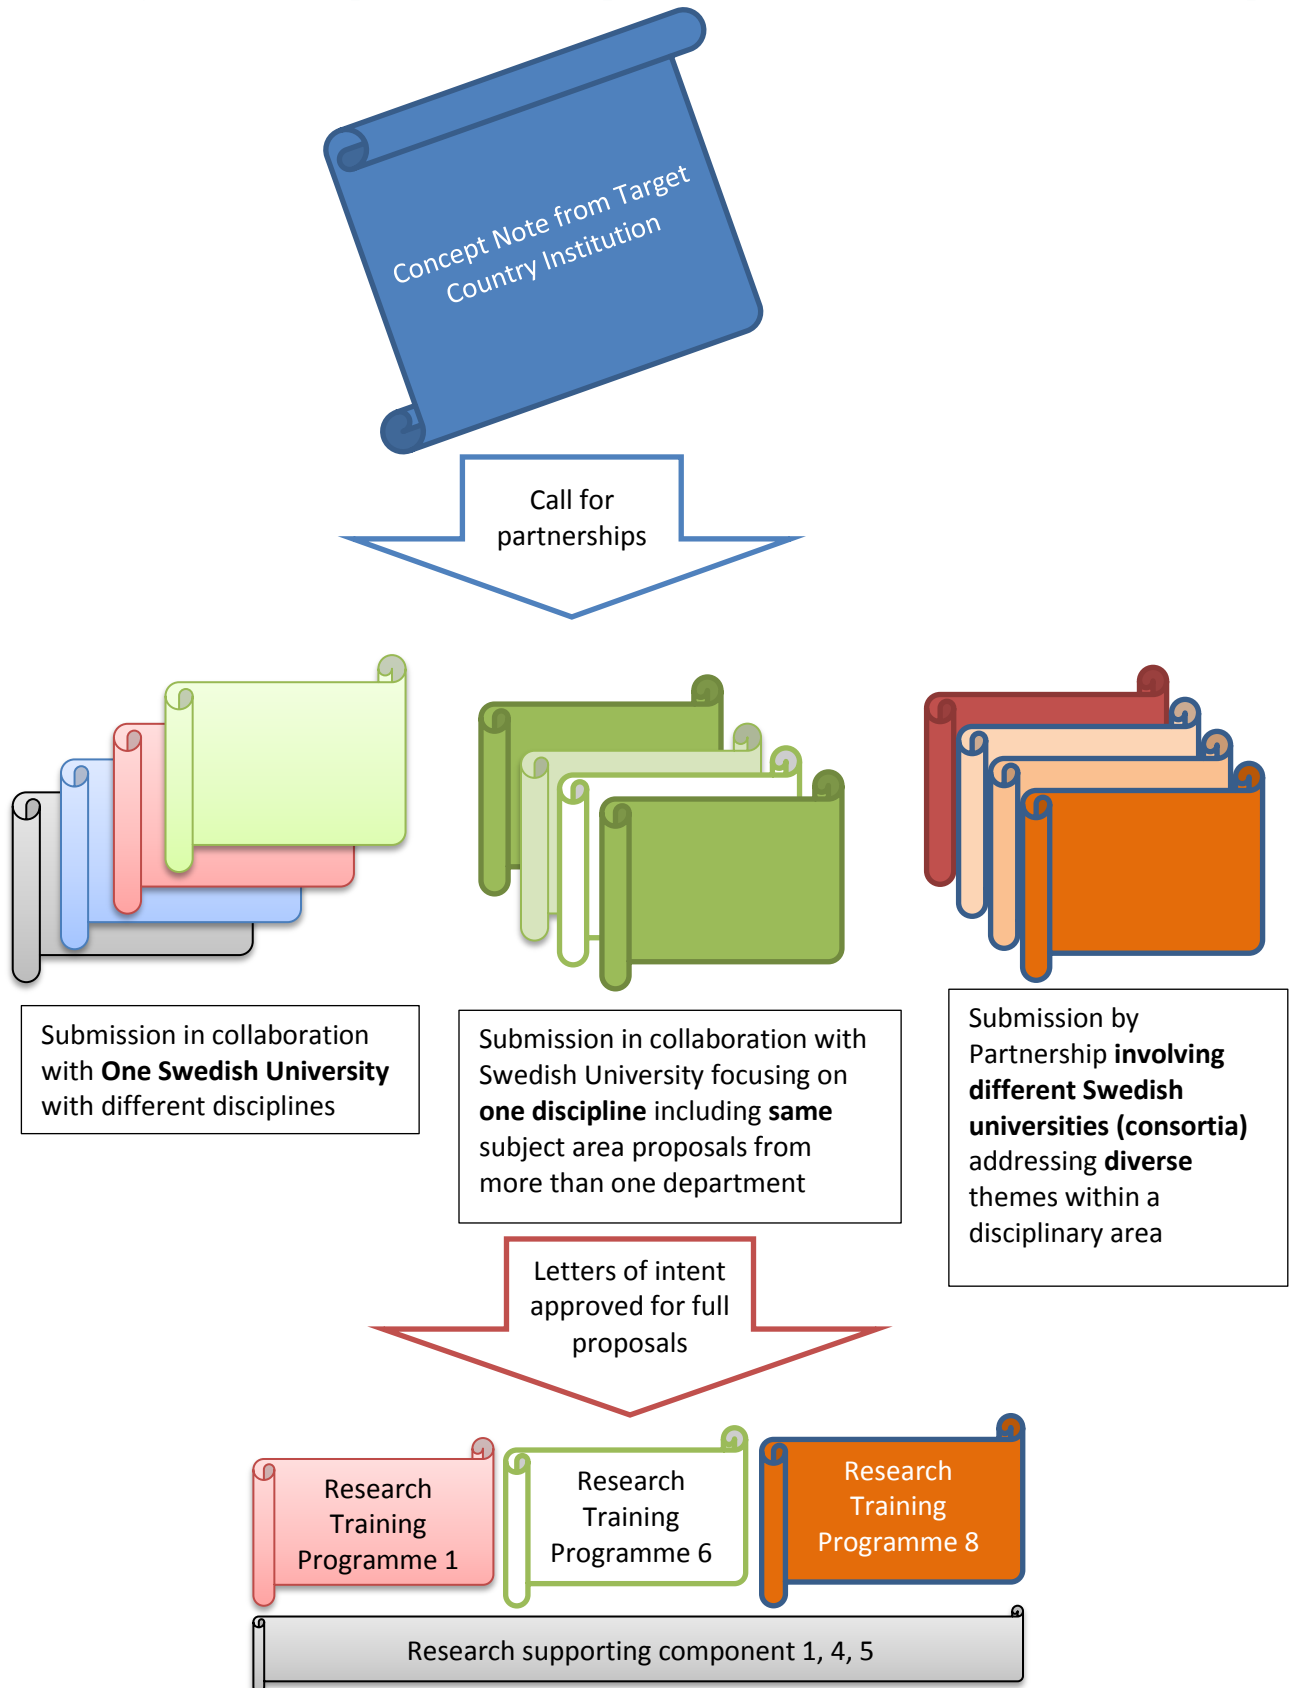 Concept Note from Target
Country Institution
Call for
partnerships
Submission in collaboration
with One Swedish University
with different disciplines
Submission in collaboration with
Swedish University focusing on
one discipline including same
subject area proposals from
more than one department
Submission by
Partnership involving
different Swedish
universities (consortia)
addressing diverse
themes within a
disciplinary area
Letters of intent
approved for full
proposals
Research
Training
Programme 1
Research
Training
Programme 6
Research
Training
Programme 8
Research supporting component 1, 4, 5